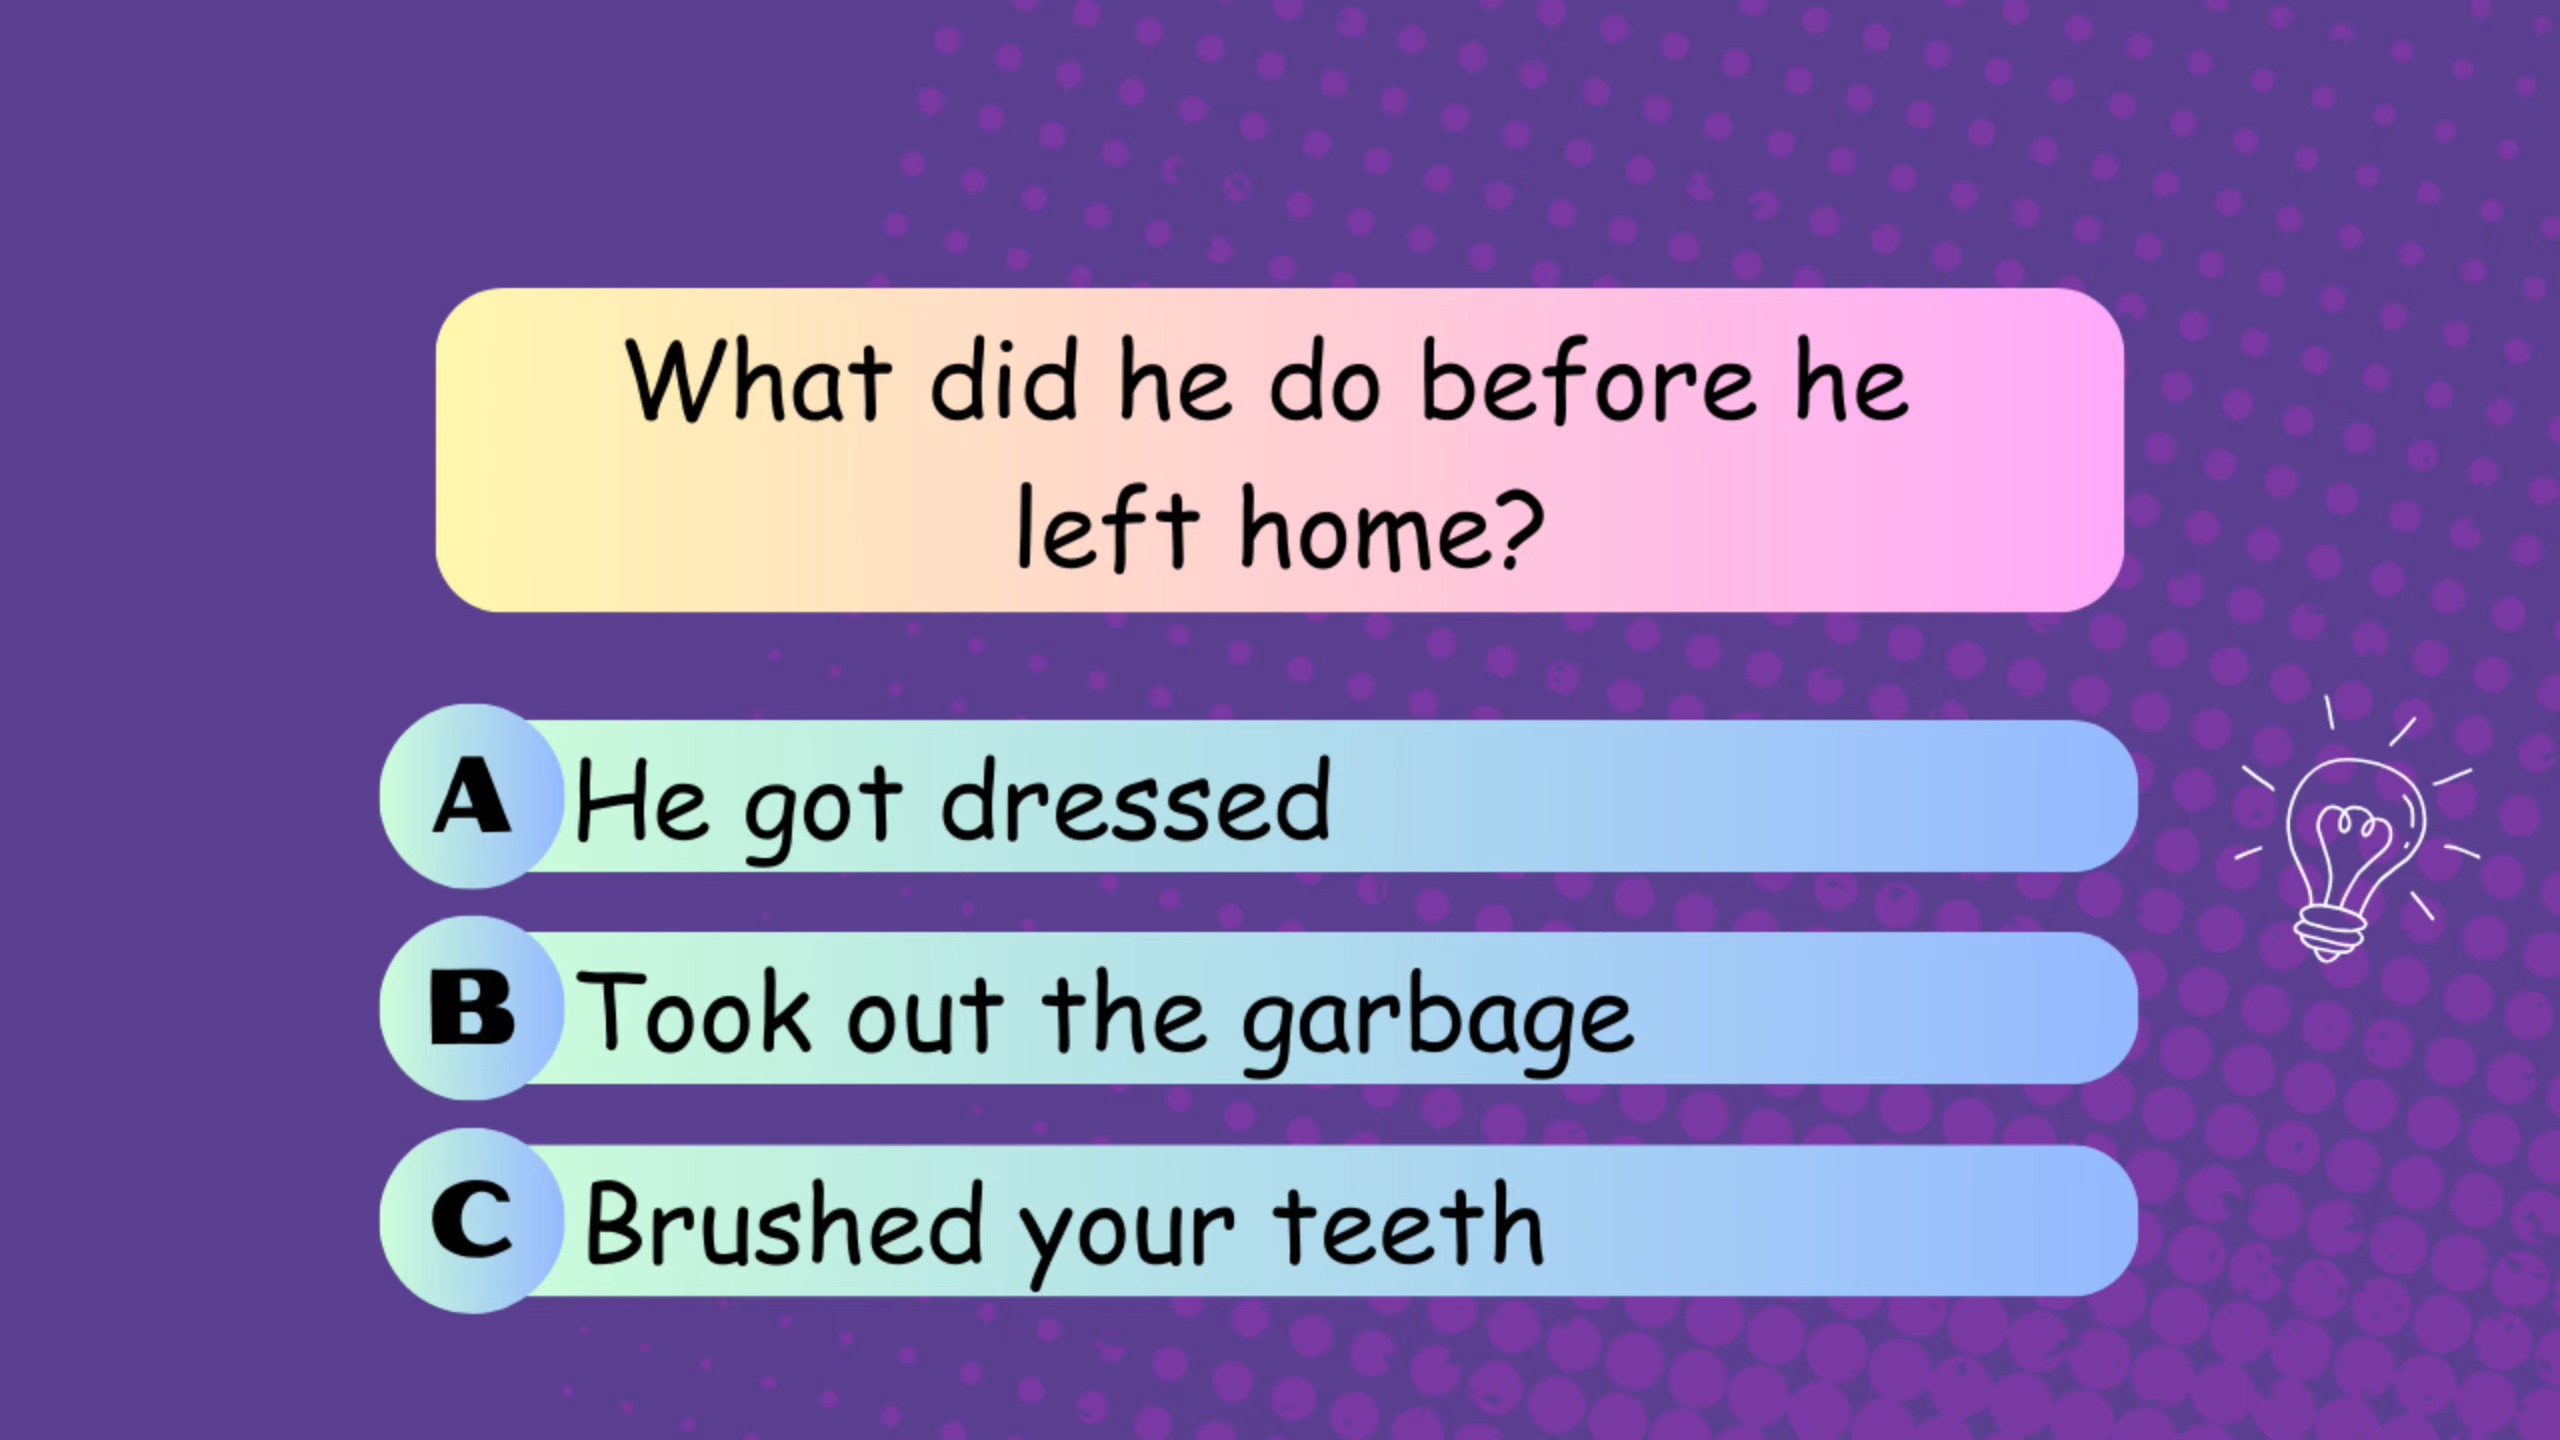 What did he do before he
left home?
A He got dressed
B Took out the garbage
C Brushed your teeth